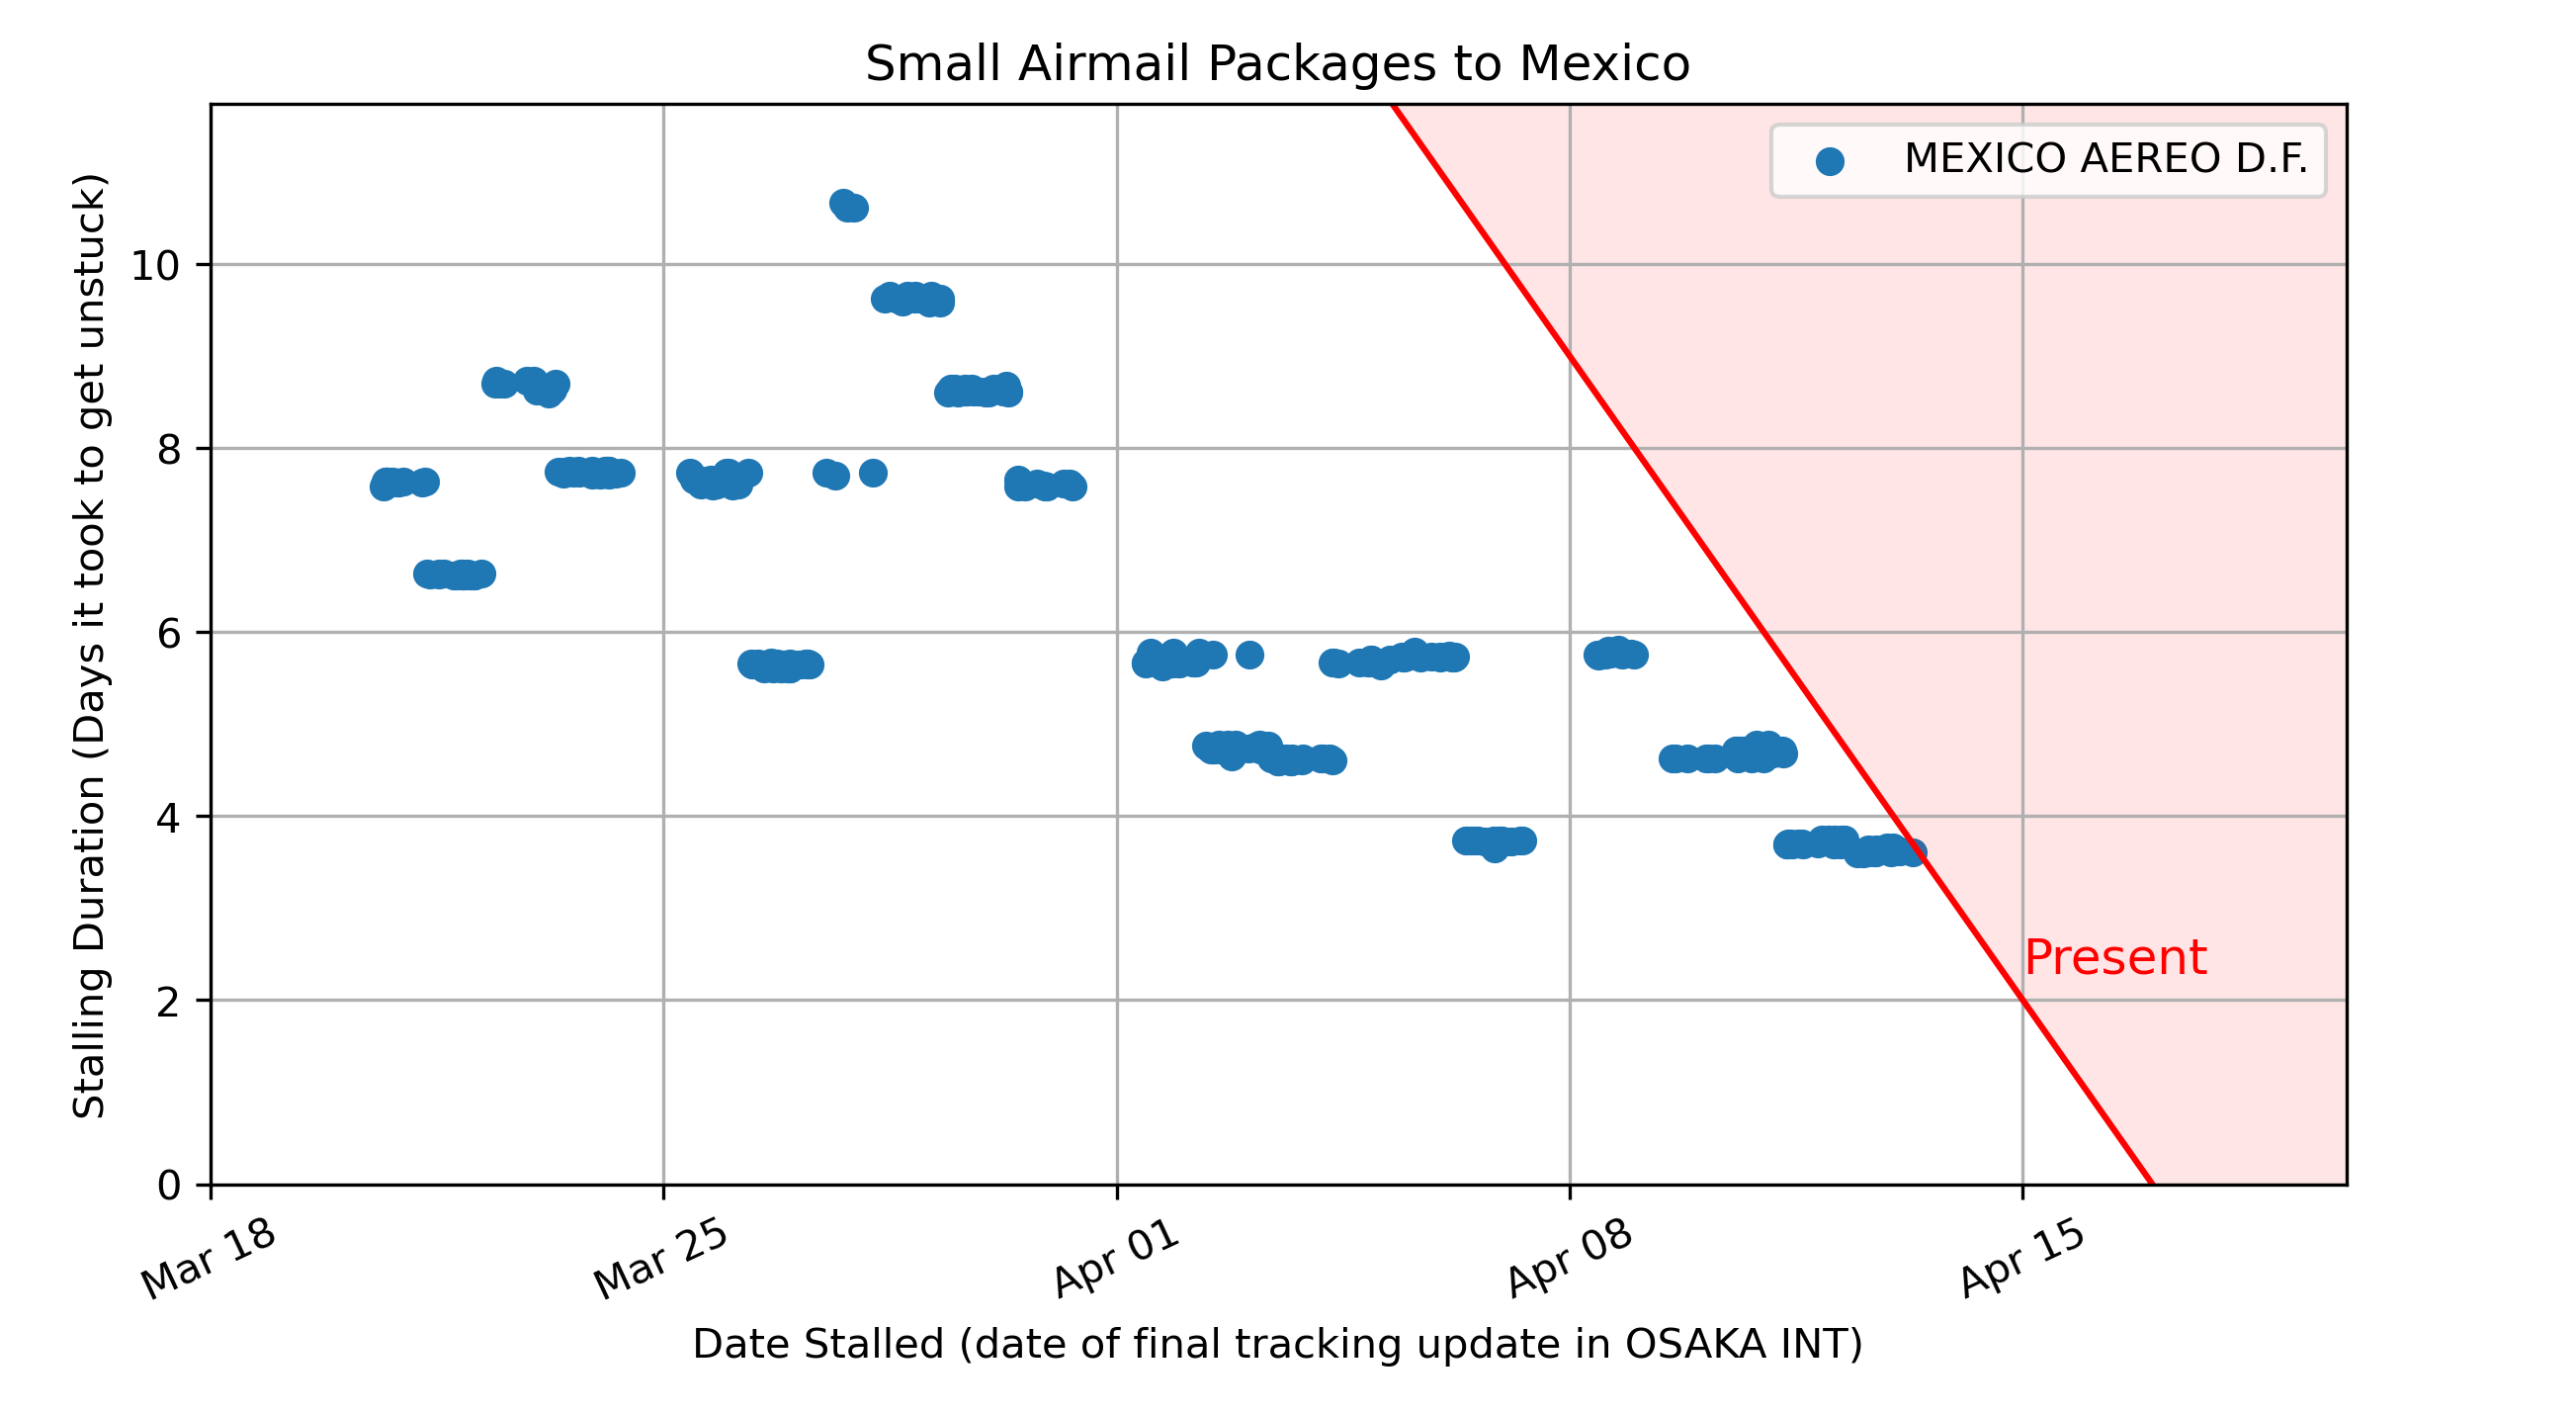 Small Airmail Packages to Mexico
MEXICO AEREO D.F.
Stalling Duration (Days it took to get unstuck)
10
8
6
4
2
0
Present
Mar 18
Mar 25
Apr 01
Apr 08
Apr 15
Date Stalled (date of final tracking update in OSAKA INT)